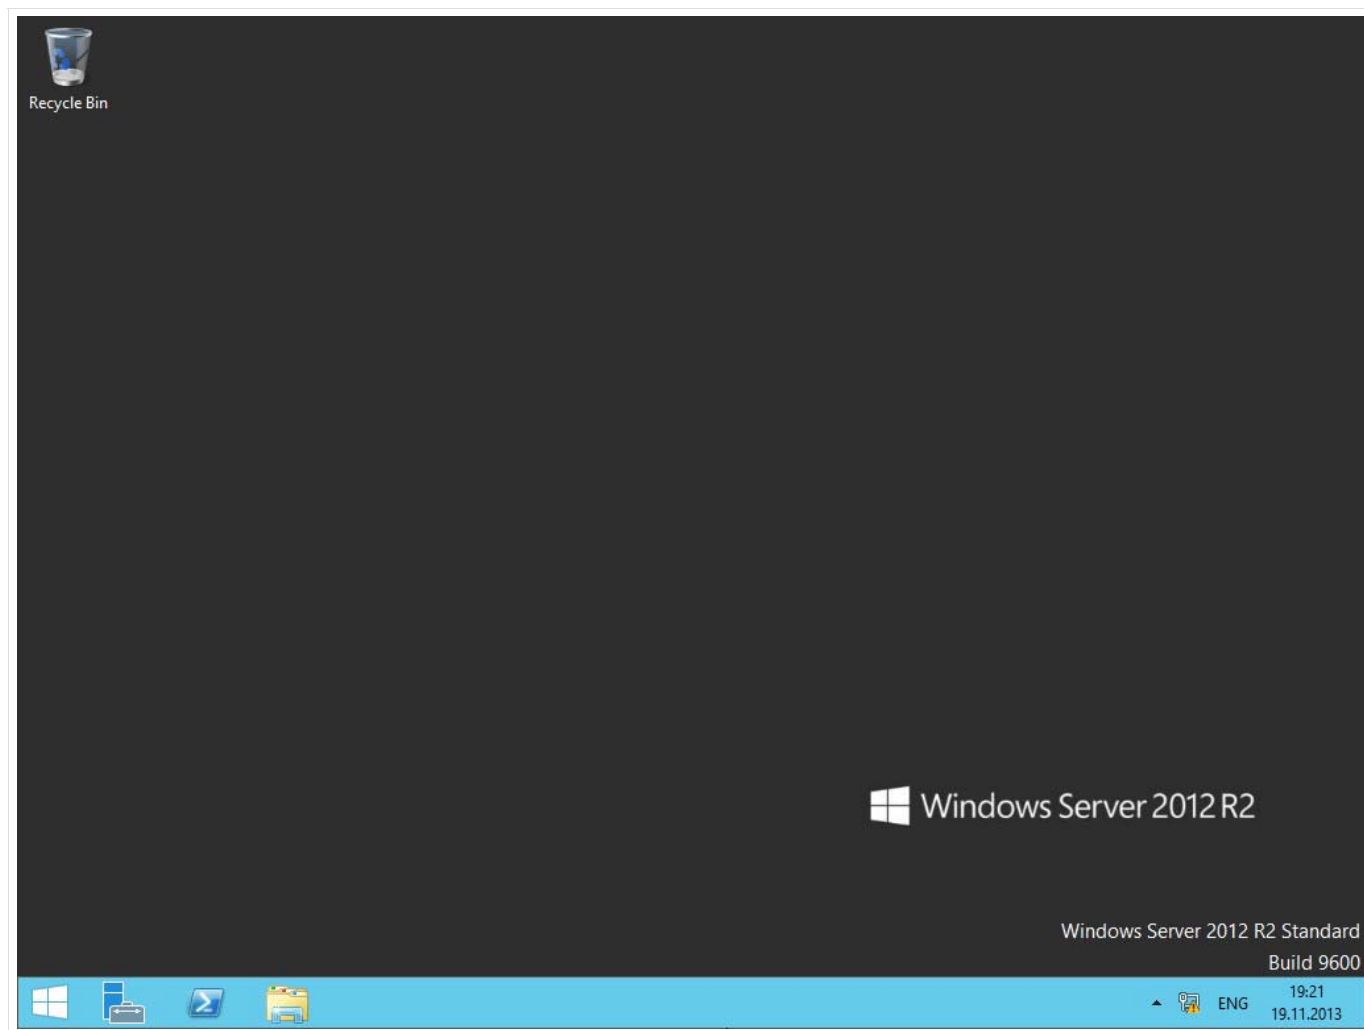 Recycle Bin
Windows Server 2012 R2
Windows Server 2012 R2 Standard
Build 9600
ENG
19:21
19.11.2013